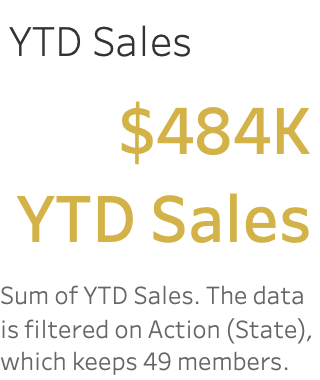 YTD Sales
$484K
YTD Sales
Sum of YTD Sales. The data
is filtered on Action (State),
which keeps 49 members.